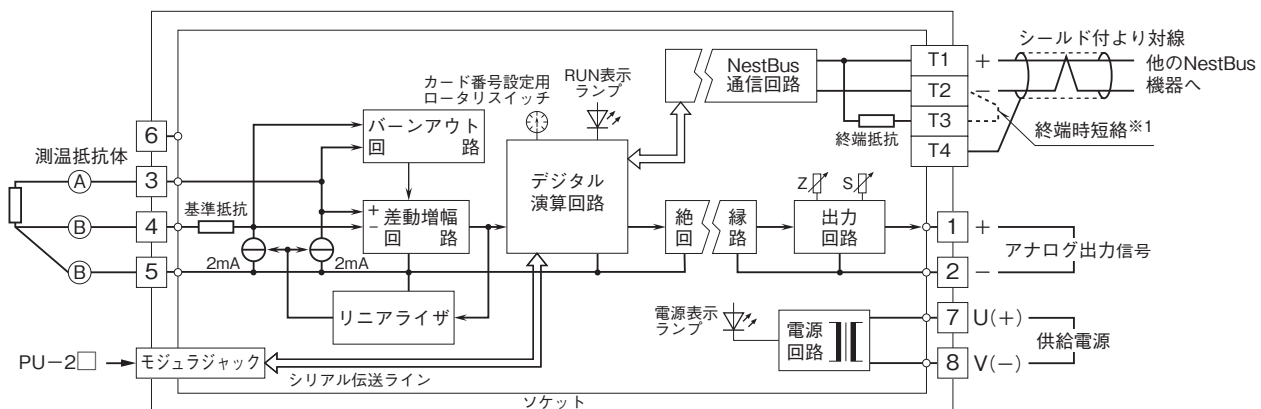 シールド付より対線
T1
+
他のNestBus
機器へ
T2
−
T3
終端時短絡※1
T4
NestBus
通信回路
終端抵抗
カード番号設定用
ロータリスイッチ
RUN表示
ランプ
バーンアウト
回　　　路
6
測温抵抗体
A
3
B
4
基準抵抗
B
5
+
−
差動増幅
回　　路
デジタル
演算回路
2mA
2mA
リニアライザ
絶　縁
回　路
Z
S
出力
回路
1
+
アナログ出力信号
2
−
電源表示
ランプ
電源
回路
7
U(+)
供給電源
8
V(−)
PU−2□
モジュラジャック
シリアル伝送ライン
ソケット